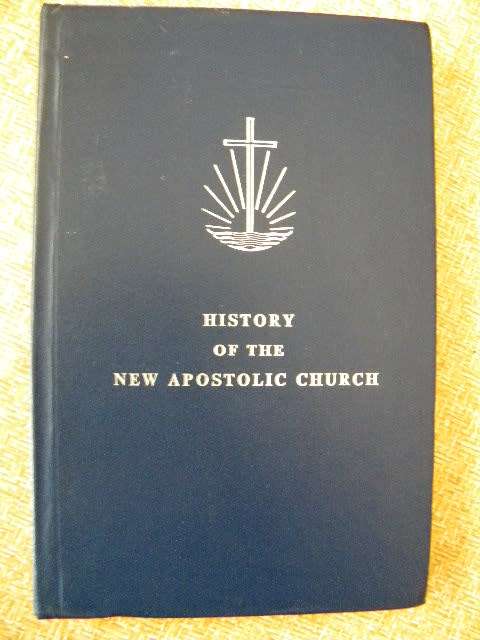 HISTORY
OF THE
NEW APOSTOLIC CHURCH